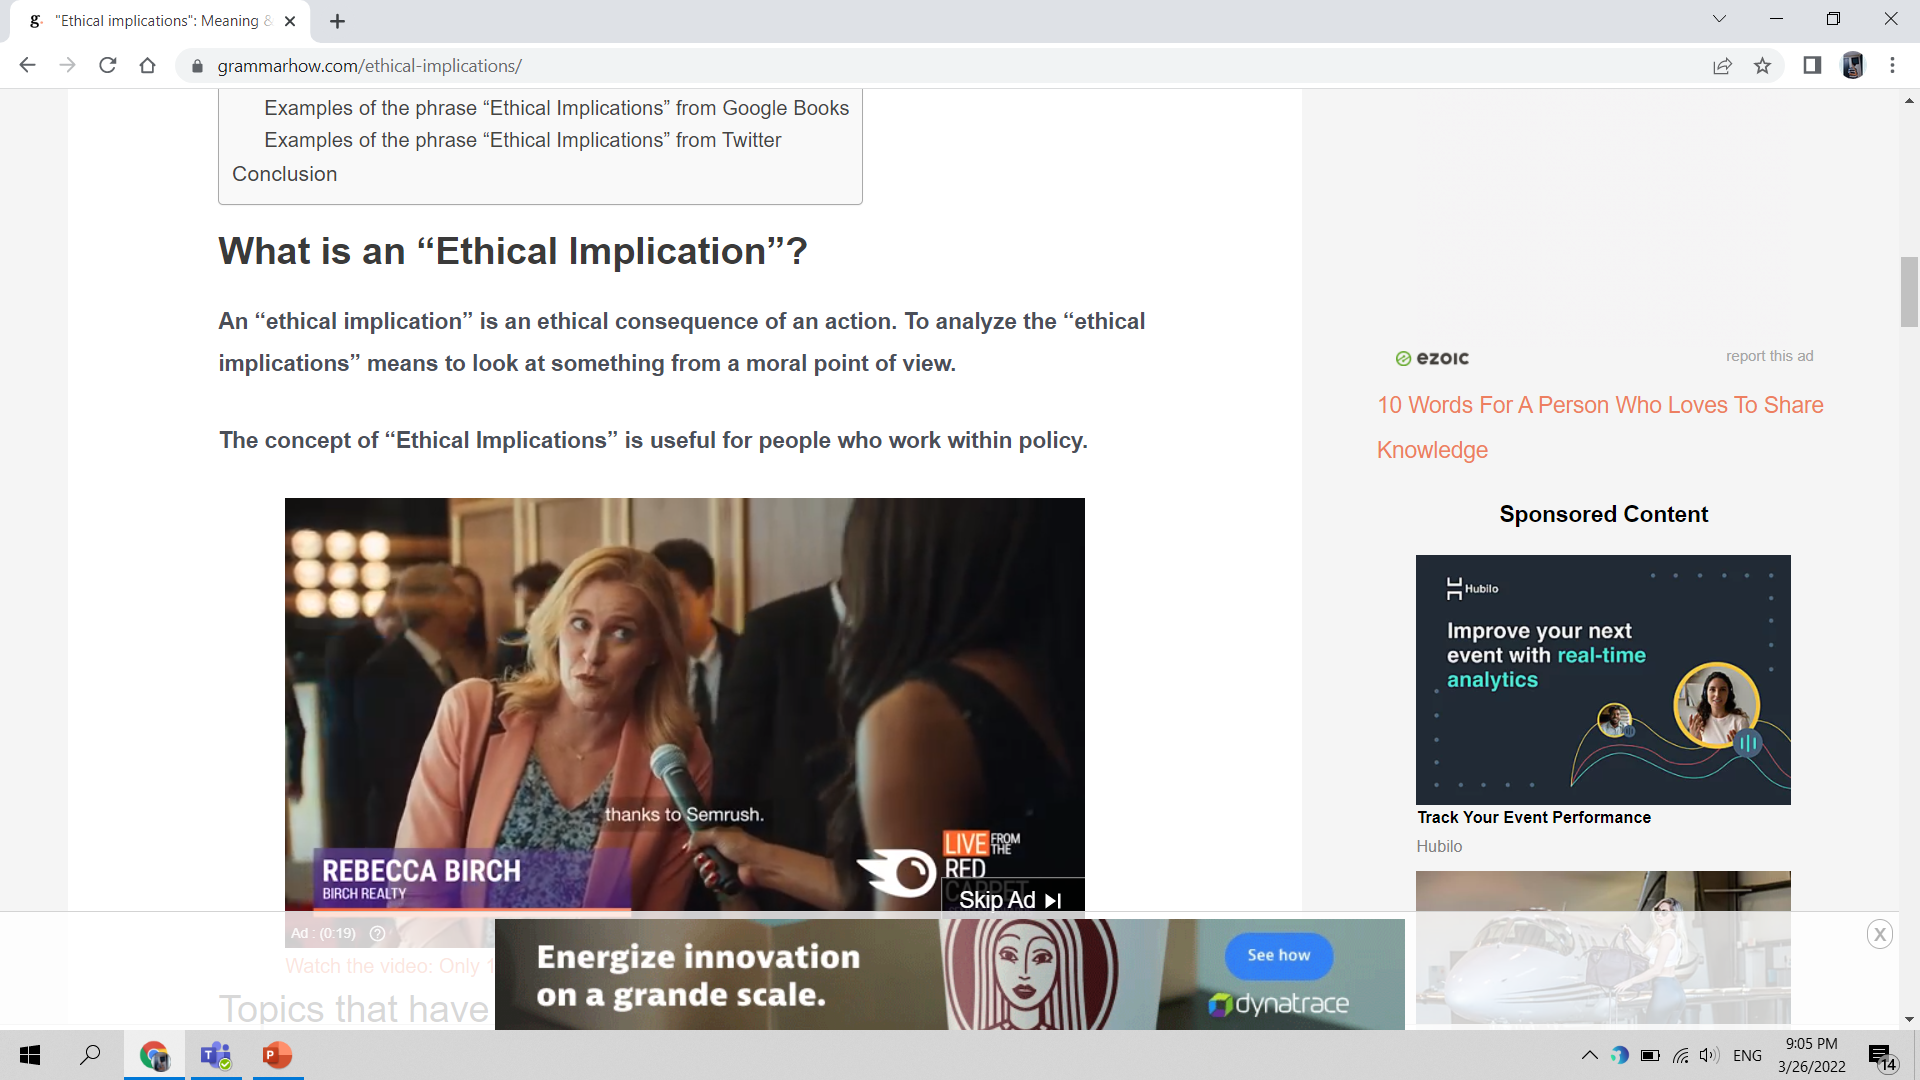 g. "Ethical implications": Meaning &
grammarhow.com/ethical-implications/
Examples of the phrase “Ethical Implications” from Google Books
Examples of the phrase “Ethical Implications” from Twitter
Conclusion
What is an “Ethical Implication”?
An “ethical implication” is an ethical consequence of an action. To analyze the “ethical
implications” means to look at something from a moral point of view.
The concept of “Ethical Implications” is useful for people who work within policy.
thanks to Semrush.
REBECCA BIRCH
BIRCH REALTY
LIVE FROM THE
RED
CARPET
Skip Ad
Ad : (0:19) ?
Watch the video: Only 1
Topics that have
ezoic
report this ad
10 Words For A Person Who Loves To Share
Knowledge
Sponsored Content
Hubilo
Improve your next
event with real-time
analytics
Track Your Event Performance
Hubilo
X
Energize innovation
on a grande scale.
See how
dynatrace
ENG
9:05 PM
3/26/2022
14